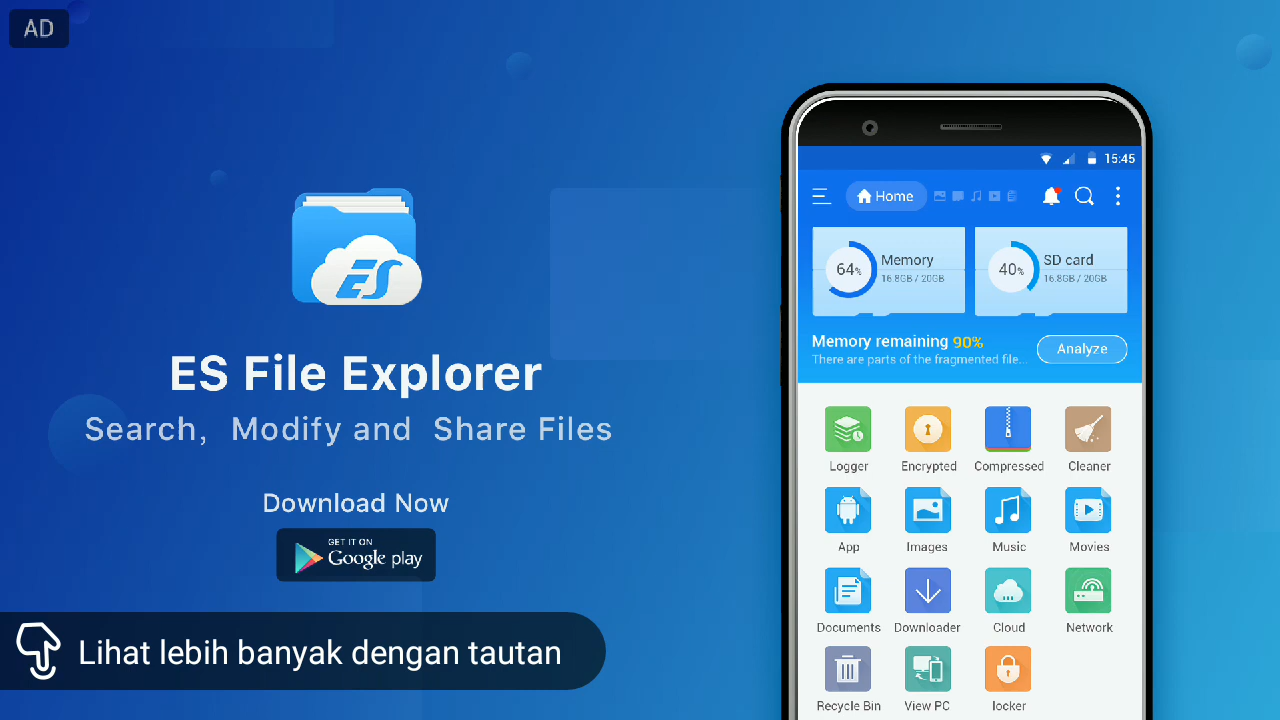 AD
ES
ES File Explorer
Search, Modify and Share Files
Download Now
GET IT ON
Google play
Lihat lebih banyak dengan tautan
15:45
Home
64% Memory
16.8GB / 20GB
40% SD card
16.8GB / 20GB
Memory remaining 90%
There are parts of the fragmented file...
Analyze
Logger Encrypted Compressed Cleaner
App Images Music Movies
Documents Downloader Cloud Network
Recycle Bin View PC locker